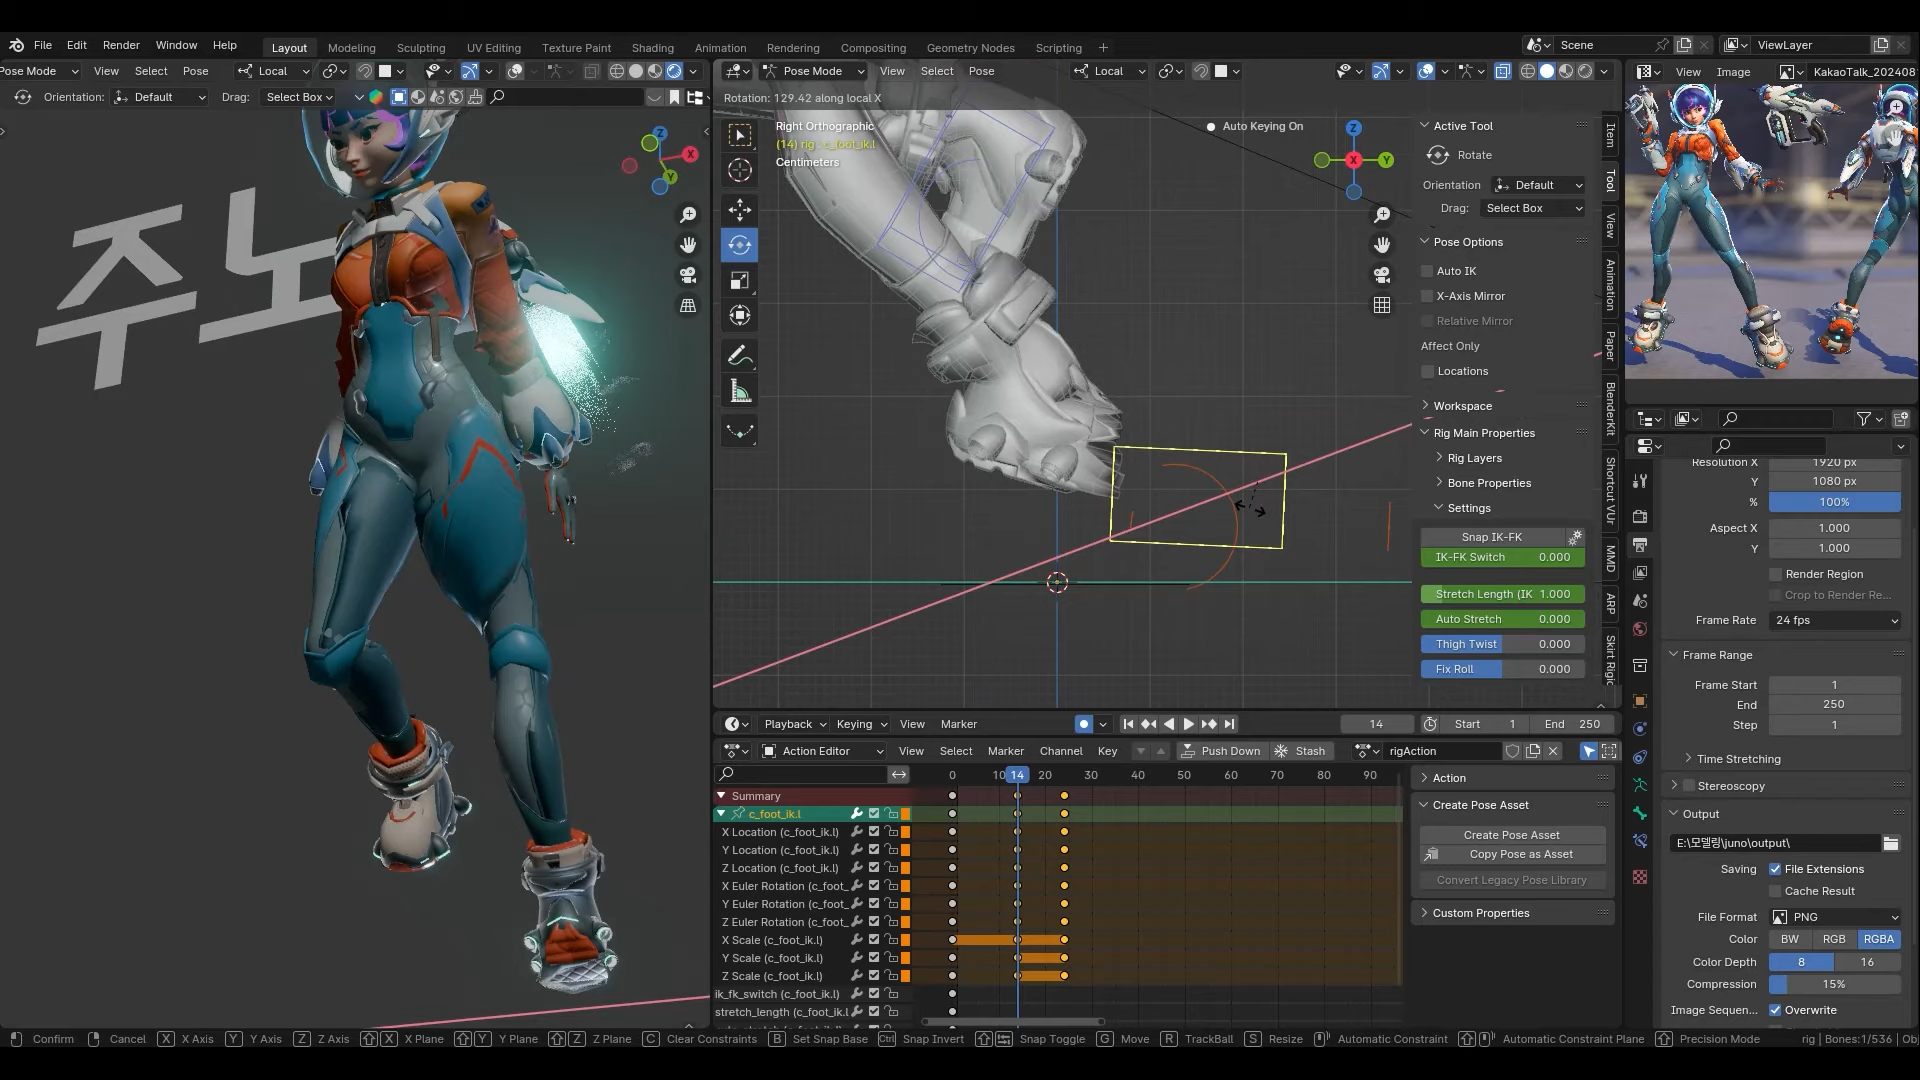 File Edit Render Window Help
Layout Modeling Sculpting UV Editing Texture Paint Shading Animation Rendering Compositing Geometry Nodes Scripting +
Scene
ViewLayer
Pose Mode View Select Pose Local
Orientation: Default Drag: Select Box
주노
Pose Mode View Select Pose Local
Rotation: 129.42 along local X
Right Orthographic
(14) rig : c_foot_ik.l
Centimeters
Auto Keying On
Active Tool
Rotate
Orientation Default
Drag: Select Box
Pose Options
Auto IK
X-Axis Mirror
Relative Mirror
Affect Only
Locations
Workspace
Rig Main Properties
Rig Layers
Bone Properties
Settings
Snap IK-FK
IK-FK Switch 0.000
Stretch Length (IK 1.000
Auto Stretch 0.000
Thigh Twist 0.000
Fix Roll 0.000
Item
Tool
View
Animation
Paper
BlenderKit
Shortcut VUr
MMD
ARP
Skirt Rigic
View Image KakaoTalk_202408
Resolution X 1920 px
Y 1080 px
% 100%
Aspect X 1.000
Y 1.000
Render Region
Crop to Render Re...
Frame Rate 24 fps
Frame Range
Frame Start 1
End 250
Step 1
Time Stretching
Stereoscopy
Output
E:\모델링\juno\output\
Saving File Extensions
Cache Result
File Format PNG
Color BW RGB RGBA
Color Depth 8 16
Compression 15%
Image Sequen... Overwrite
Playback Keying View Marker 14 Start 1 End 250
Action Editor View Select Marker Channel Key Push Down Stash rigAction
0 10 14 20 30 40 50 60 70 80 90
Summary
c_foot_ik.l
X Location (c_foot_ik.l)
Y Location (c_foot_ik.l)
Z Location (c_foot_ik.l)
X Euler Rotation (c_foot_
Y Euler Rotation (c_foot_
Z Euler Rotation (c_foot_
X Scale (c_foot_ik.l)
Y Scale (c_foot_ik.l)
Z Scale (c_foot_ik.l)
ik_fk_switch (c_foot_ik.l)
stretch_length (c_foot_ik.l
Action
Create Pose Asset
Create Pose Asset
Copy Pose as Asset
Convert Legacy Pose Library
Custom Properties
Confirm Cancel X X Axis Y Y Axis Z Z Axis X X Plane Y Y Plane Z Z Plane C Clear Constraints B Set Snap Base Ctrl Snap Invert Snap Toggle G Move R TrackBall S Resize Automatic Constraint Automatic Constraint Plane Precision Mode rig | Bones:1/536 | Obj